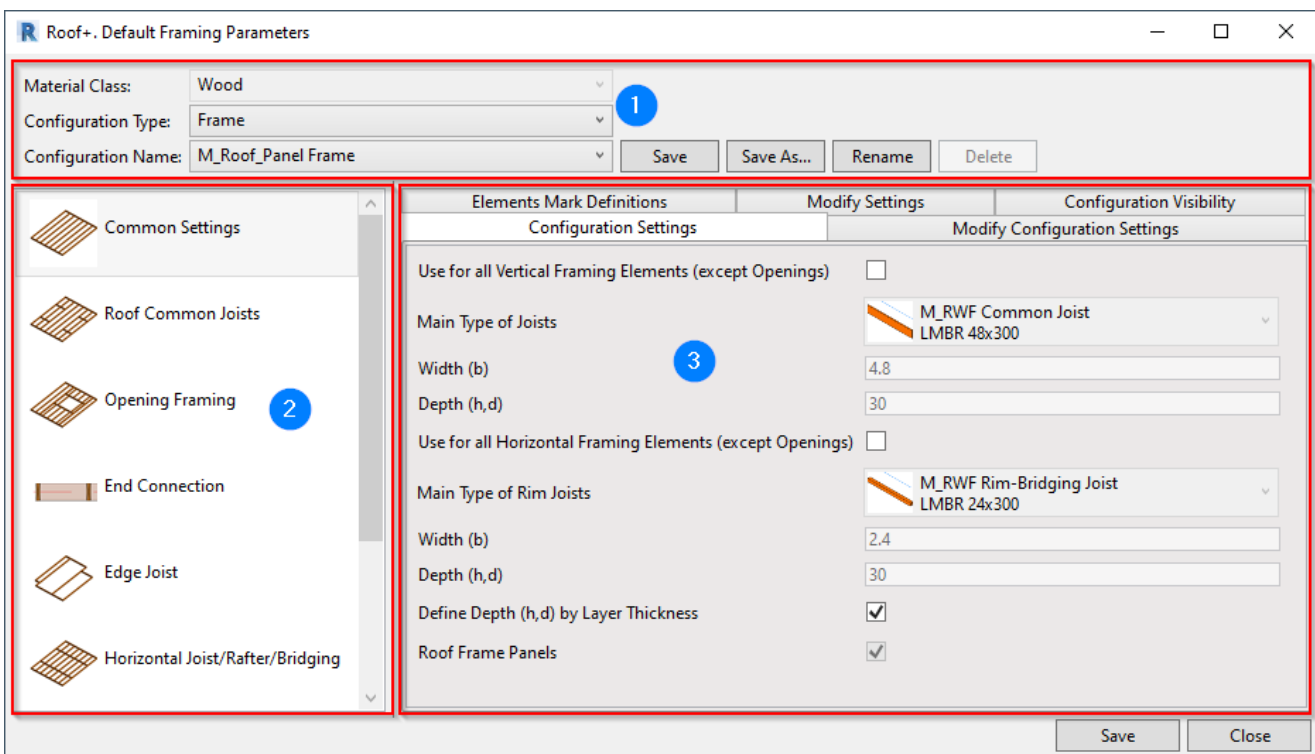 Roof+. Default Framing Parameters
Material Class: Wood
1
Configuration Type: Frame
Configuration Name: M_Roof_Panel Frame Save Save As... Rename Delete
Common Settings
Roof Common Joists
Opening Framing
2
End Connection
Edge Joist
Horizontal Joist/Rafter/Bridging
Elements Mark Definitions Modify Settings Configuration Visibility
Configuration Settings Modify Configuration Settings
Use for all Vertical Framing Elements (except Openings)
Main Type of Joists M_RWF Common Joist
LMBR 48x300
3
Width (b) 4.8
Depth (h,d) 30
Use for all Horizontal Framing Elements (except Openings)
Main Type of Rim Joists M_RWF Rim-Bridging Joist
LMBR 24x300
Width (b) 2.4
Depth (h,d) 30
Define Depth (h,d) by Layer Thickness
Roof Frame Panels
Save Close